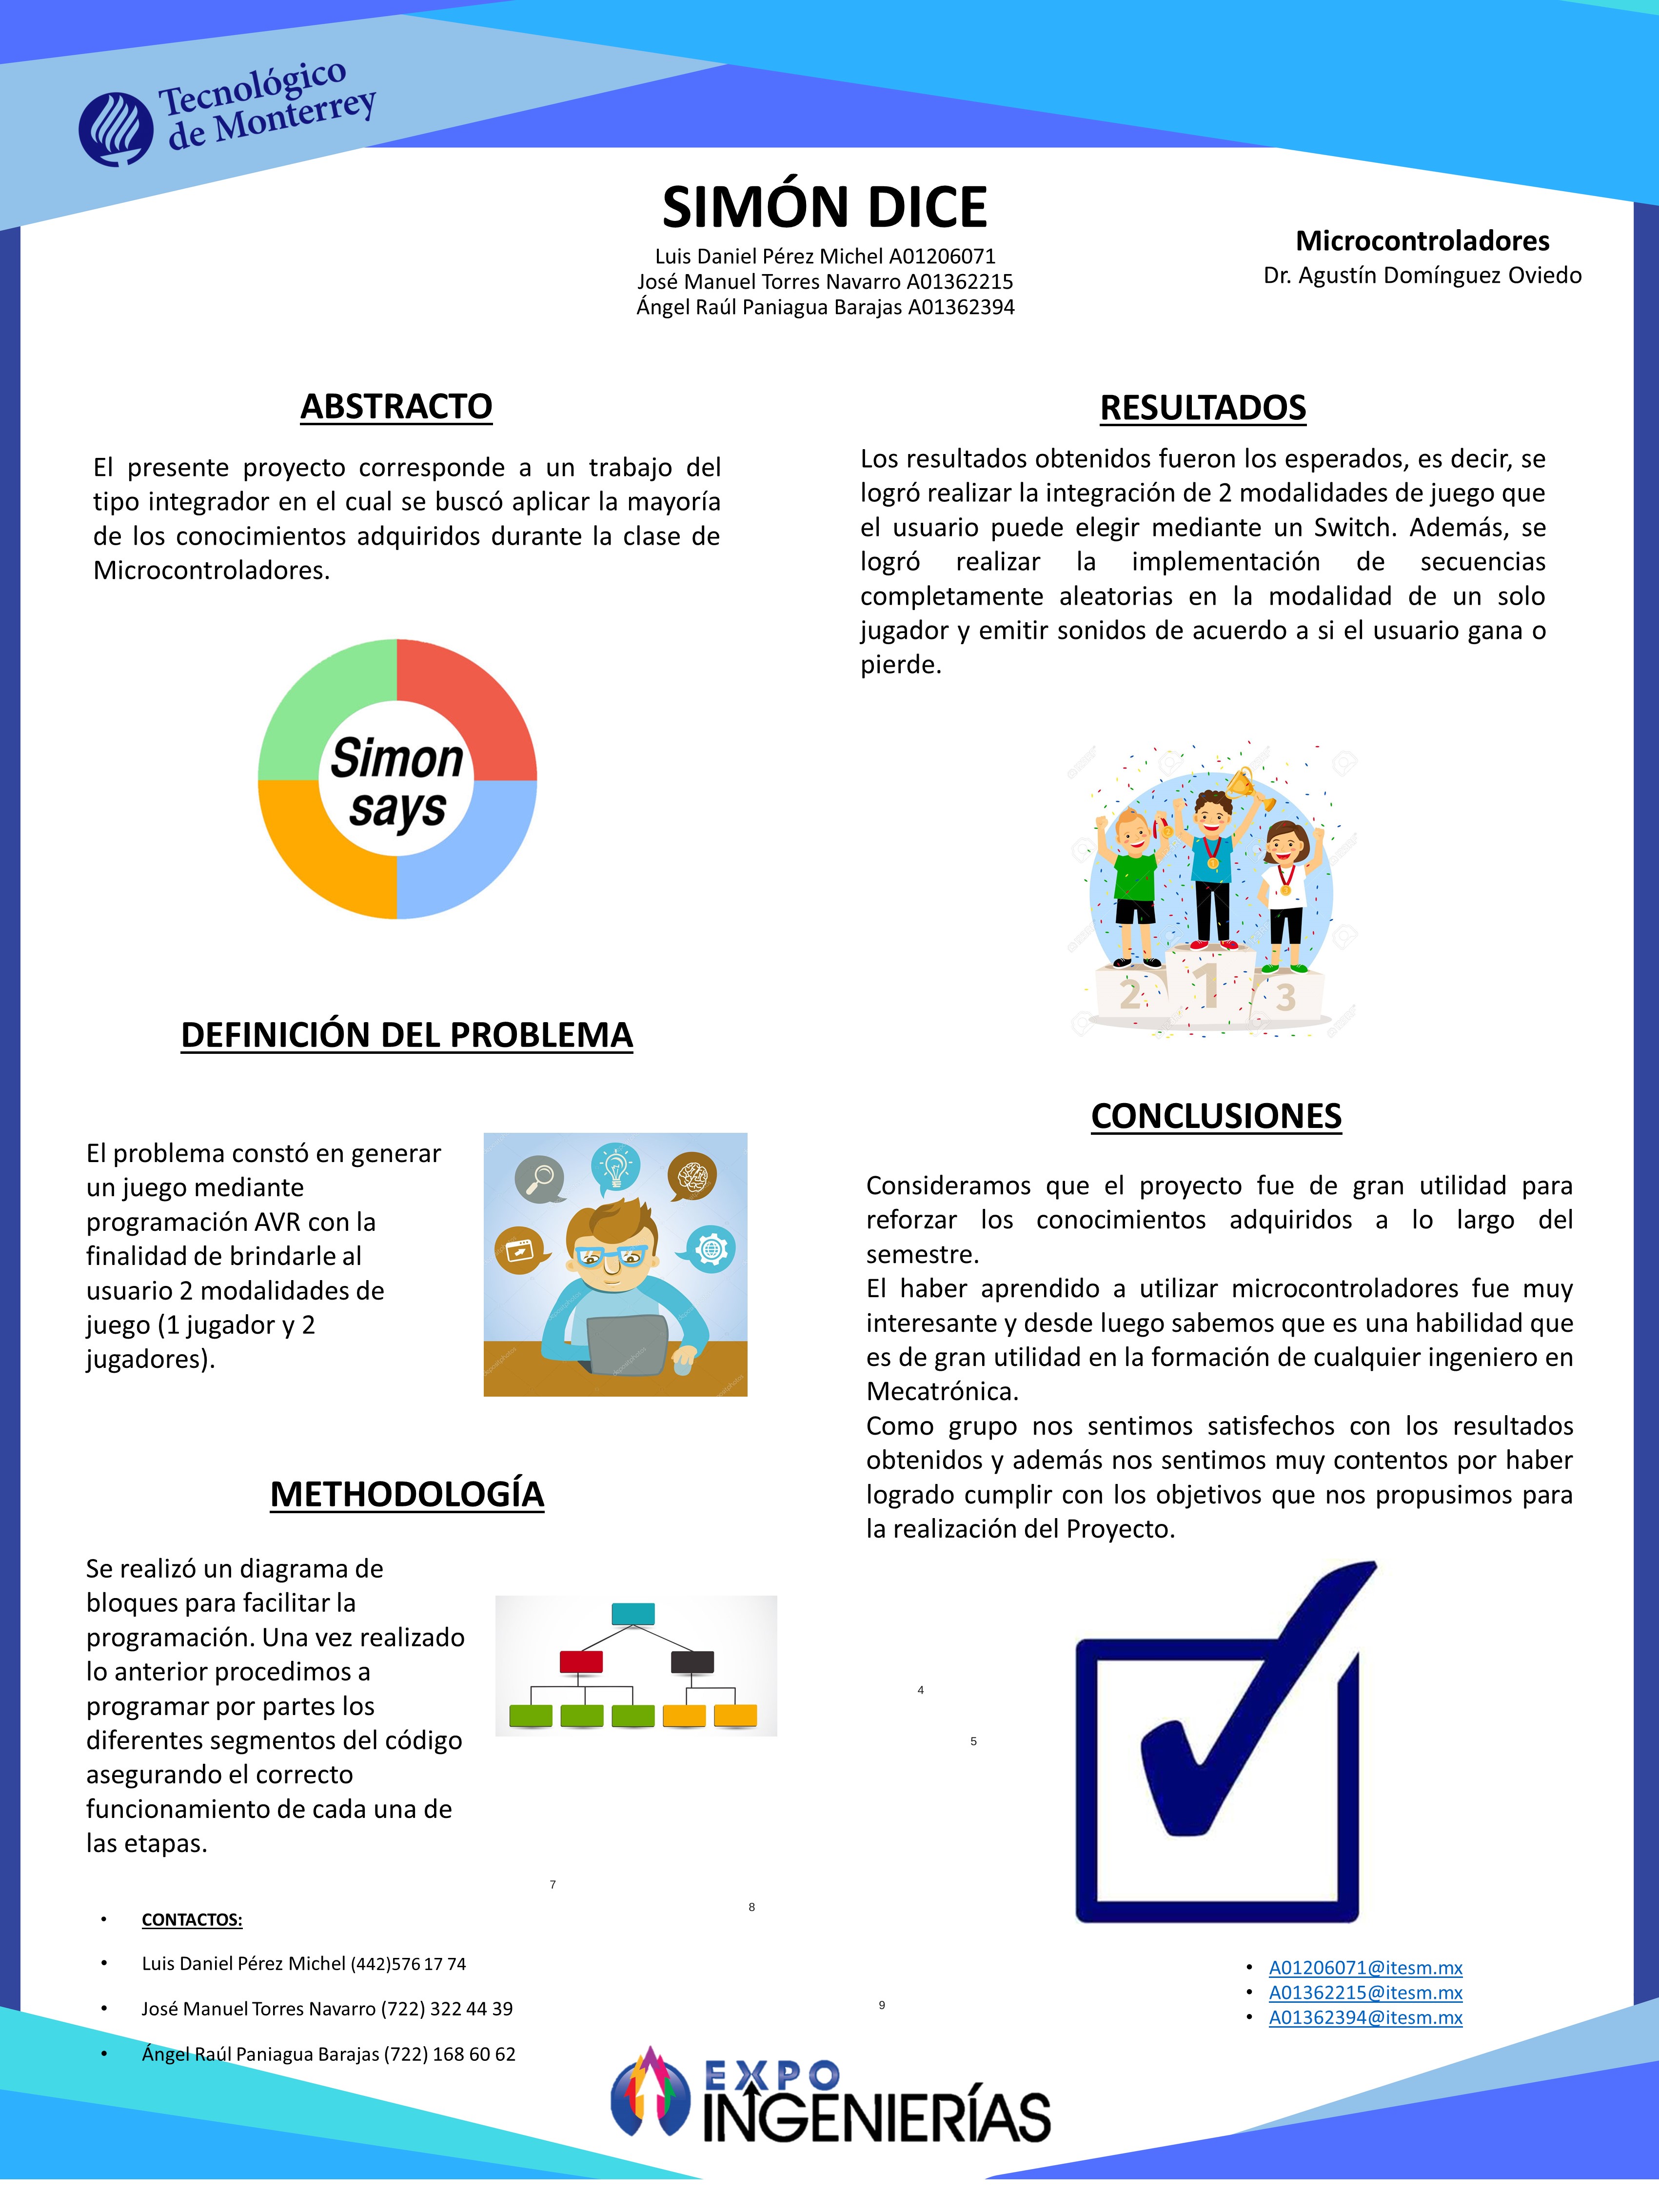 Tecnológico
de Monterrey
SIMÓN DICE
Luis Daniel Pérez Michel A01206071
José Manuel Torres Navarro A01362215
Ángel Raúl Paniagua Barajas A01362394
Microcontroladores
Dr. Agustín Domínguez Oviedo
ABSTRACTO
El presente proyecto corresponde a un trabajo del
tipo integrador en el cual se buscó aplicar la mayoría
de los conocimientos adquiridos durante la clase de
Microcontroladores.
Simon
says
DEFINICIÓN DEL PROBLEMA
El problema constó en generar
un juego mediante
programación AVR con la
finalidad de brindarle al
usuario 2 modalidades de
juego (1 jugador y 2
jugadores).
METHODOLOGÍA
Se realizó un diagrama de
bloques para facilitar la
programación. Una vez realizado
lo anterior procedimos a
programar por partes los
diferentes segmentos del código
asegurando el correcto
funcionamiento de cada una de
las etapas.
RESULTADOS
Los resultados obtenidos fueron los esperados, es decir, se
logró realizar la integración de 2 modalidades de juego que
el usuario puede elegir mediante un Switch. Además, se
logró realizar la implementación de secuencias
completamente aleatorias en la modalidad de un solo
jugador y emitir sonidos de acuerdo a si el usuario gana o
pierde.
2
1
3
CONCLUSIONES
Consideramos que el proyecto fue de gran utilidad para
reforzar los conocimientos adquiridos a lo largo del
semestre.
El haber aprendido a utilizar microcontroladores fue muy
interesante y desde luego sabemos que es una habilidad que
es de gran utilidad en la formación de cualquier ingeniero en
Mecatrónica.
Como grupo nos sentimos satisfechos con los resultados
obtenidos y además nos sentimos muy contentos por haber
logrado cumplir con los objetivos que nos propusimos para
la realización del Proyecto.
4
5
7
8
9
• CONTACTOS:
• Luis Daniel Pérez Michel (442)576 17 74
• José Manuel Torres Navarro (722) 322 44 39
• Ángel Raúl Paniagua Barajas (722) 168 60 62
• A01206071@itesm.mx
• A01362215@itesm.mx
• A01362394@itesm.mx
EXPO
INGENIERÍAS